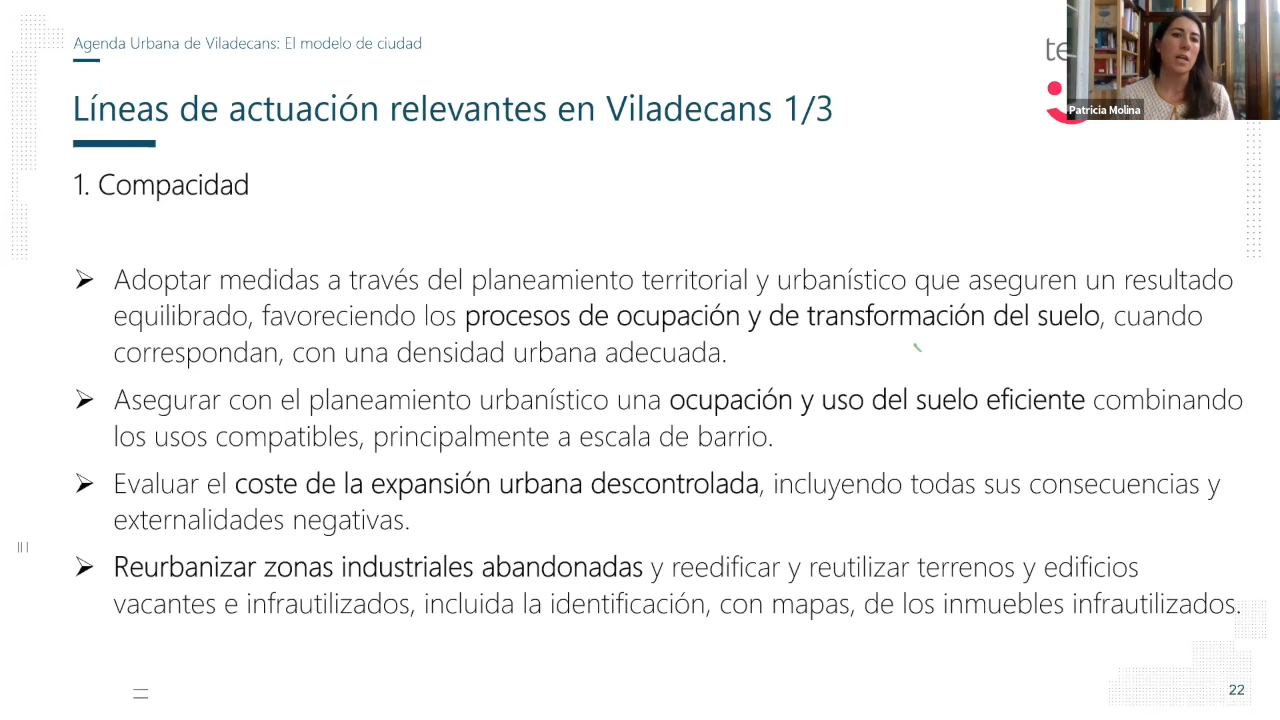 Agenda Urbana de Viladecans: El modelo de ciudad
te
Patricia Molina
Líneas de actuación relevantes en Viladecans 1/3
1. Compacidad
Adoptar medidas a través del planeamiento territorial y urbanístico que aseguren un resultado
equilibrado, favoreciendo los procesos de ocupación y de transformación del suelo, cuando
correspondan, con una densidad urbana adecuada.
Asegurar con el planeamiento urbanístico una ocupación y uso del suelo eficiente combinando
los usos compatibles, principalmente a escala de barrio.
Evaluar el coste de la expansión urbana descontrolada, incluyendo todas sus consecuencias y
externalidades negativas.
Reurbanizar zonas industriales abandonadas y reedificar y reutilizar terrenos y edificios
vacantes e infrautilizados, incluida la identificación, con mapas, de los inmuebles infrautilizados.
22